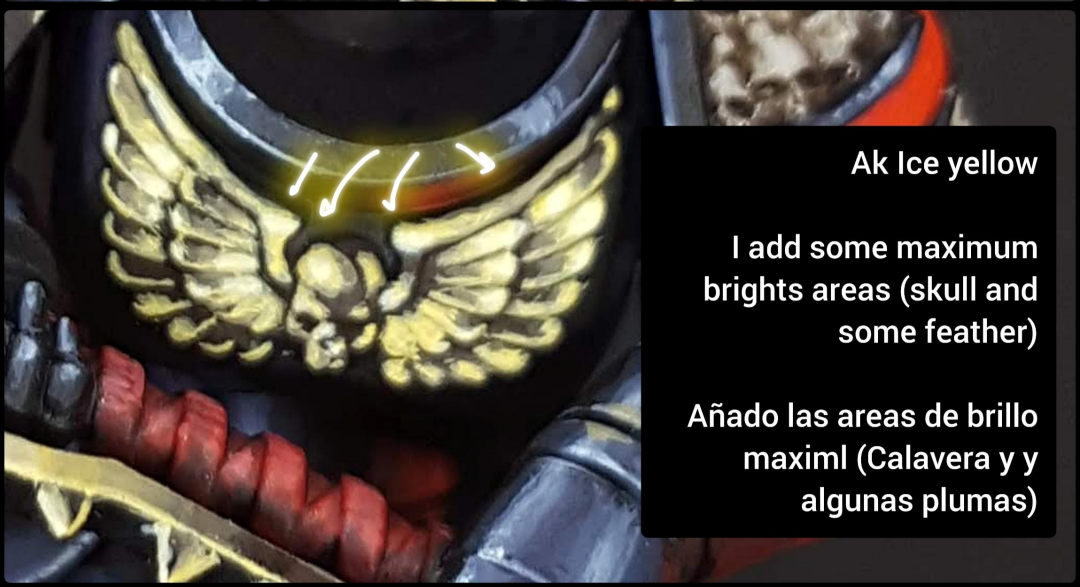 Ak Ice yellow
I add some maximum
brights areas (skull and
some feather)
Añado las areas de brillo
maximl (Calavera y y
algunas plumas)